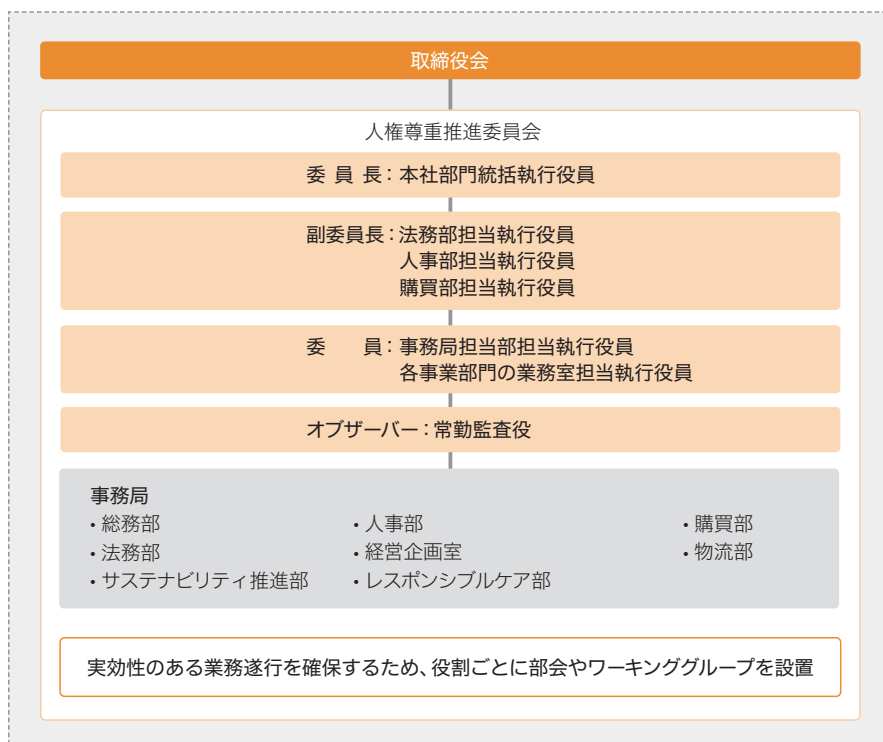 取締役会
人権尊重推進委員会
委 員 長：本社部門統括執行役員
副委員長：法務部担当執行役員
人事部担当執行役員
購買部担当執行役員
委　　員：事務局担当部担当執行役員
各事業部門の業務室担当執行役員
オブザーバー：常勤監査役
事務局
・総務部
・法務部
・サステナビリティ推進部
・人事部
・経営企画室
・レスポンシブルケア部
・購買部
・物流部
実効性のある業務遂行を確保するため、役割ごとに部会やワーキンググループを設置